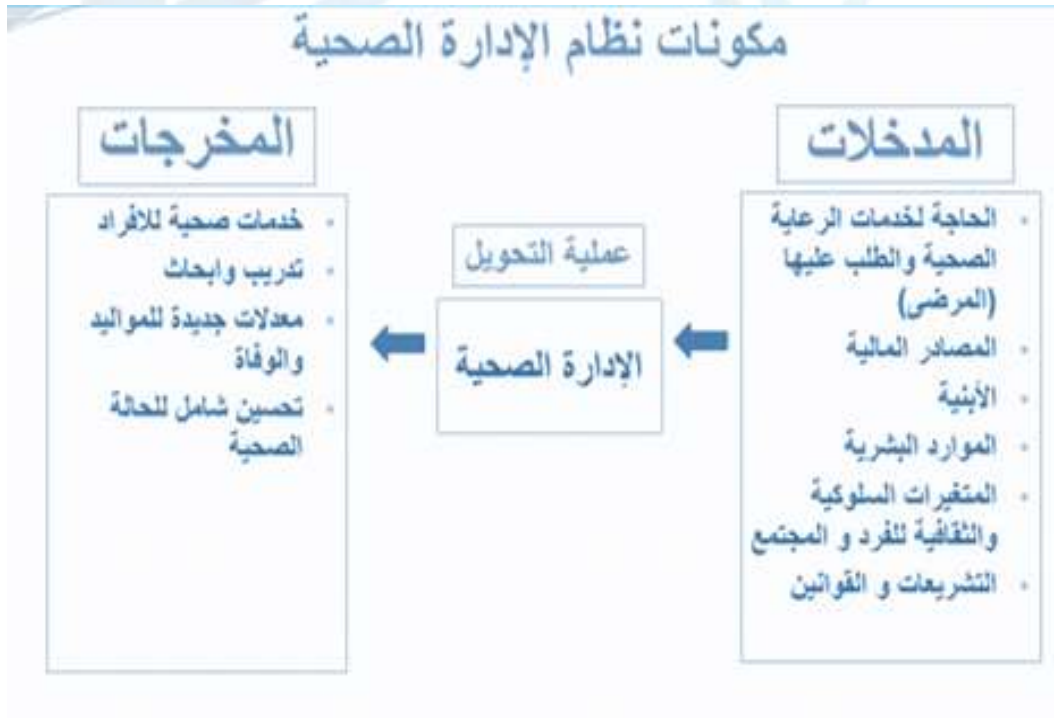 مكونات نظام الإدارة الصحية
المدخلات
الحاجة لخدمات الرعاية
الصحية والطلب عليها
(المرضى)
المصادر المالية
الأبنية
الموارد البشرية
المتغيرات السلوكية
والثقافية للفرد و المجتمع
التشريعات و القوانين
عملية التحويل
الإدارة الصحية
المخرجات
خدمات صحية للافراد
تدريب وابحاث
معدلات جديدة للمواليد
والوفاة
تحسين شامل للحالة
الصحية